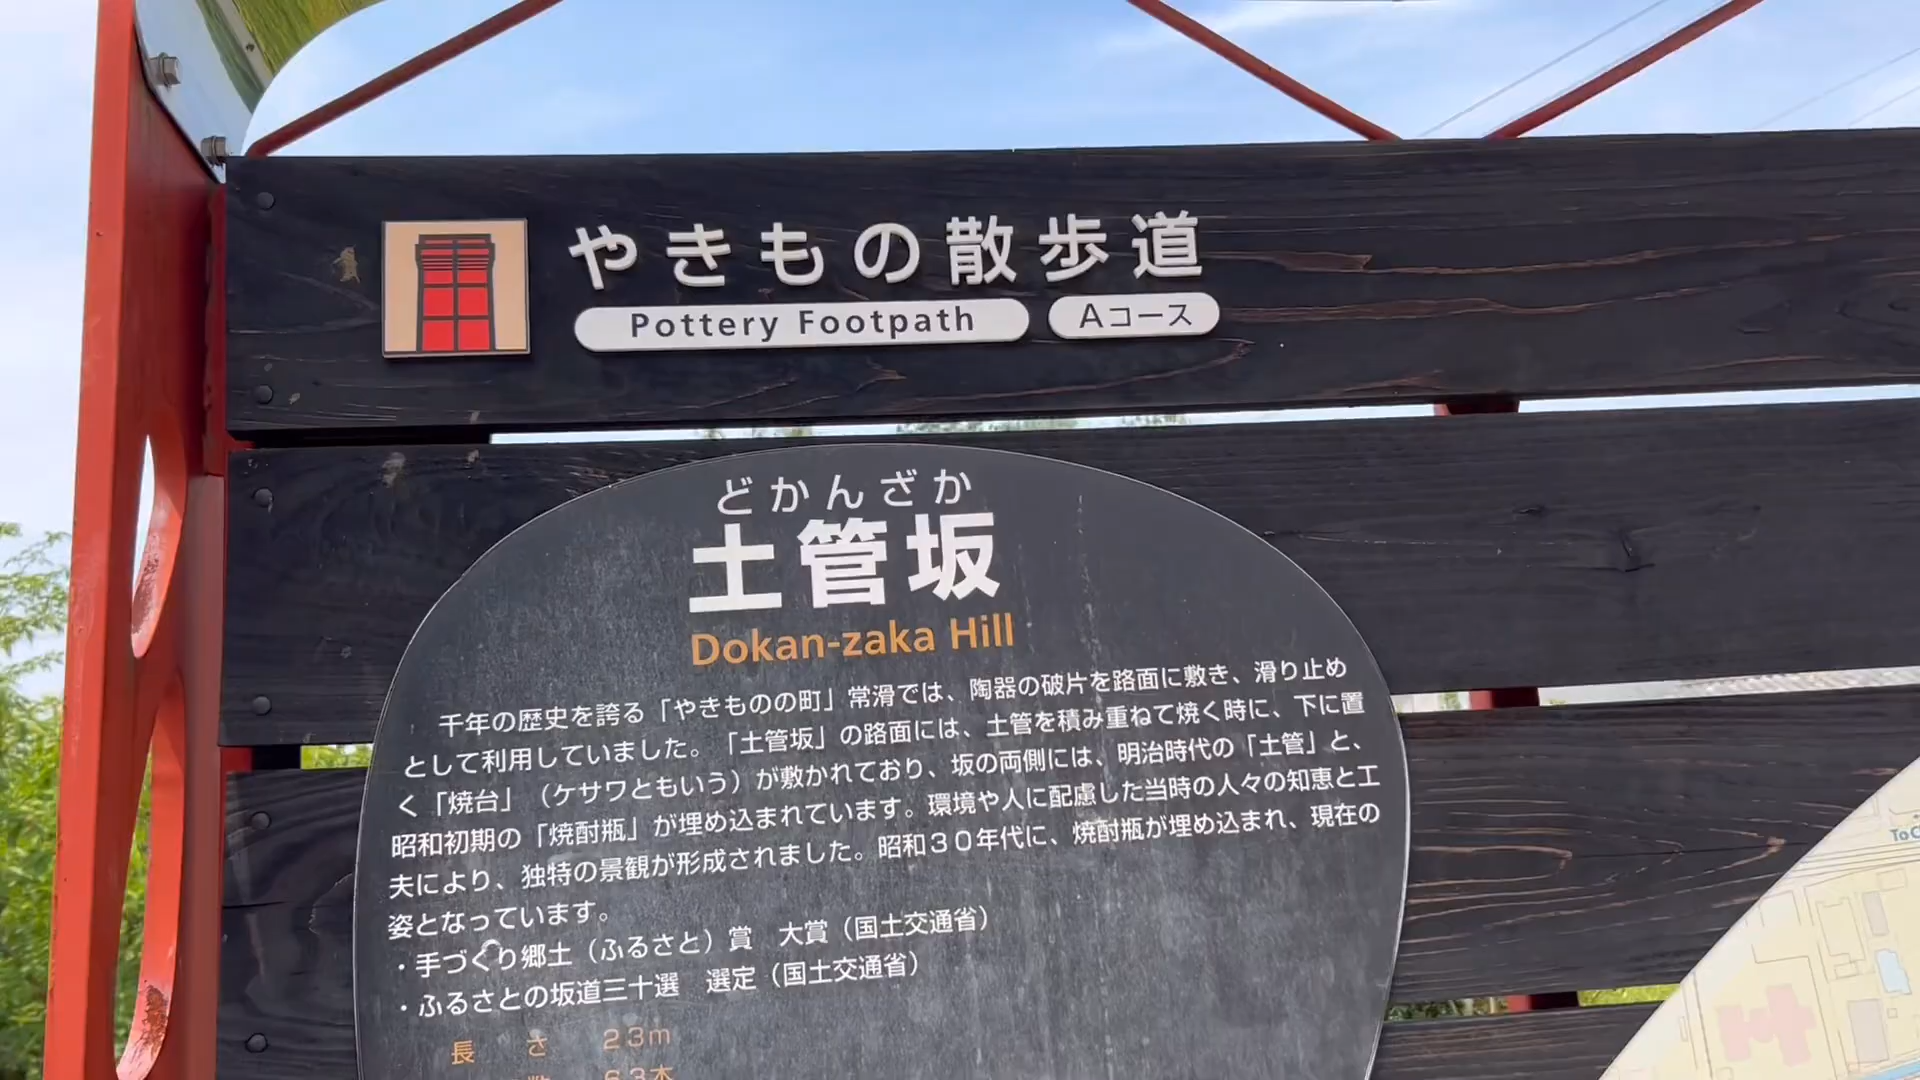 やきもの散歩道
Pottery Footpath Aコース
どかんざか
土管坂
Dokan-zaka Hill
千年の歴史を誇る「やきものの町」常滑では、陶器の破片を路面に敷き、滑り止め
として利用していました。「土管坂」の路面には、土管を積み重ねて焼く時に、下に置
く「焼台」（ケサワともいう）が敷かれており、坂の両側には、明治時代の「土管」と、
昭和初期の「焼酎瓶」が埋め込まれています。環境や人に配慮した当時の人々の知恵と工
夫により、独特の景観が形成されました。昭和３０年代に、焼酎瓶が埋め込まれ、現在の
姿となっています。
・手づくり郷土（ふるさと）賞　大賞（国土交通省）
・ふるさとの坂道三十選　選定（国土交通省）
長　さ　２３ｍ